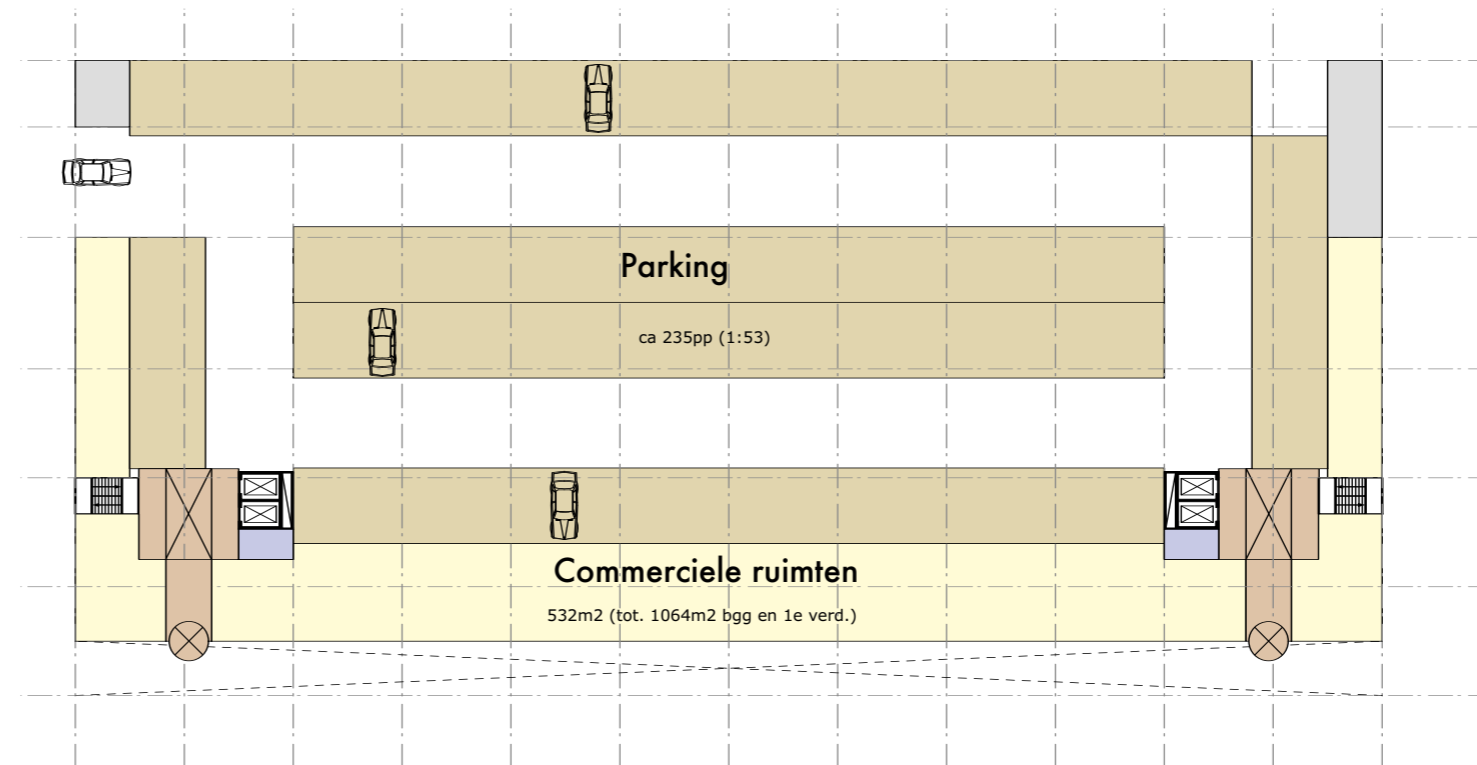 Parking
ca 235pp (1:53)
Commerciele ruimten
532m2 (tot. 1064m2 bgg en 1e verd.)